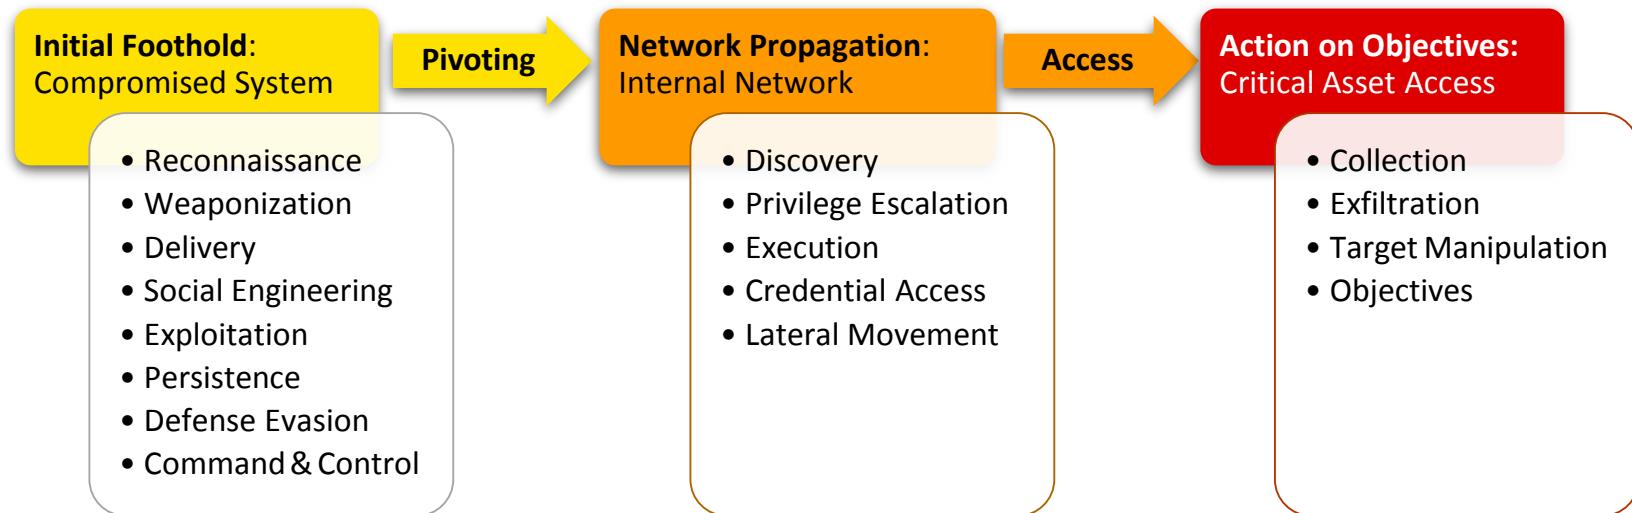 Initial Foothold:
Compromised System
• Reconnaissance
• Weaponization
• Delivery
• Social Engineering
• Exploitation
• Persistence
• Defense Evasion
• Command & Control
Pivoting
Network Propagation:
Internal Network
• Discovery
• Privilege Escalation
• Execution
• Credential Access
• Lateral Movement
Access
Action on Objectives:
Critical Asset Access
• Collection
• Exfiltration
• Target Manipulation
• Objectives